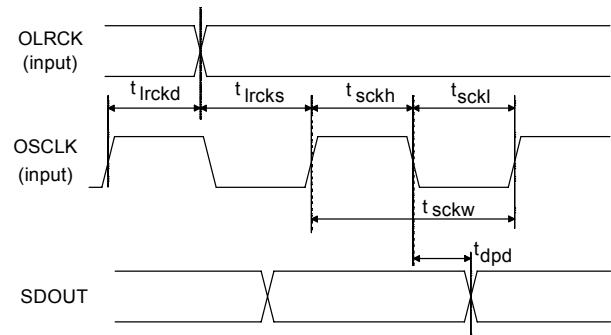 OLRCK
(input)
t lrckd
t lrcks
t sckh
t sckl
OSCLK
(input)
t sckw
t dpd
SDOUT